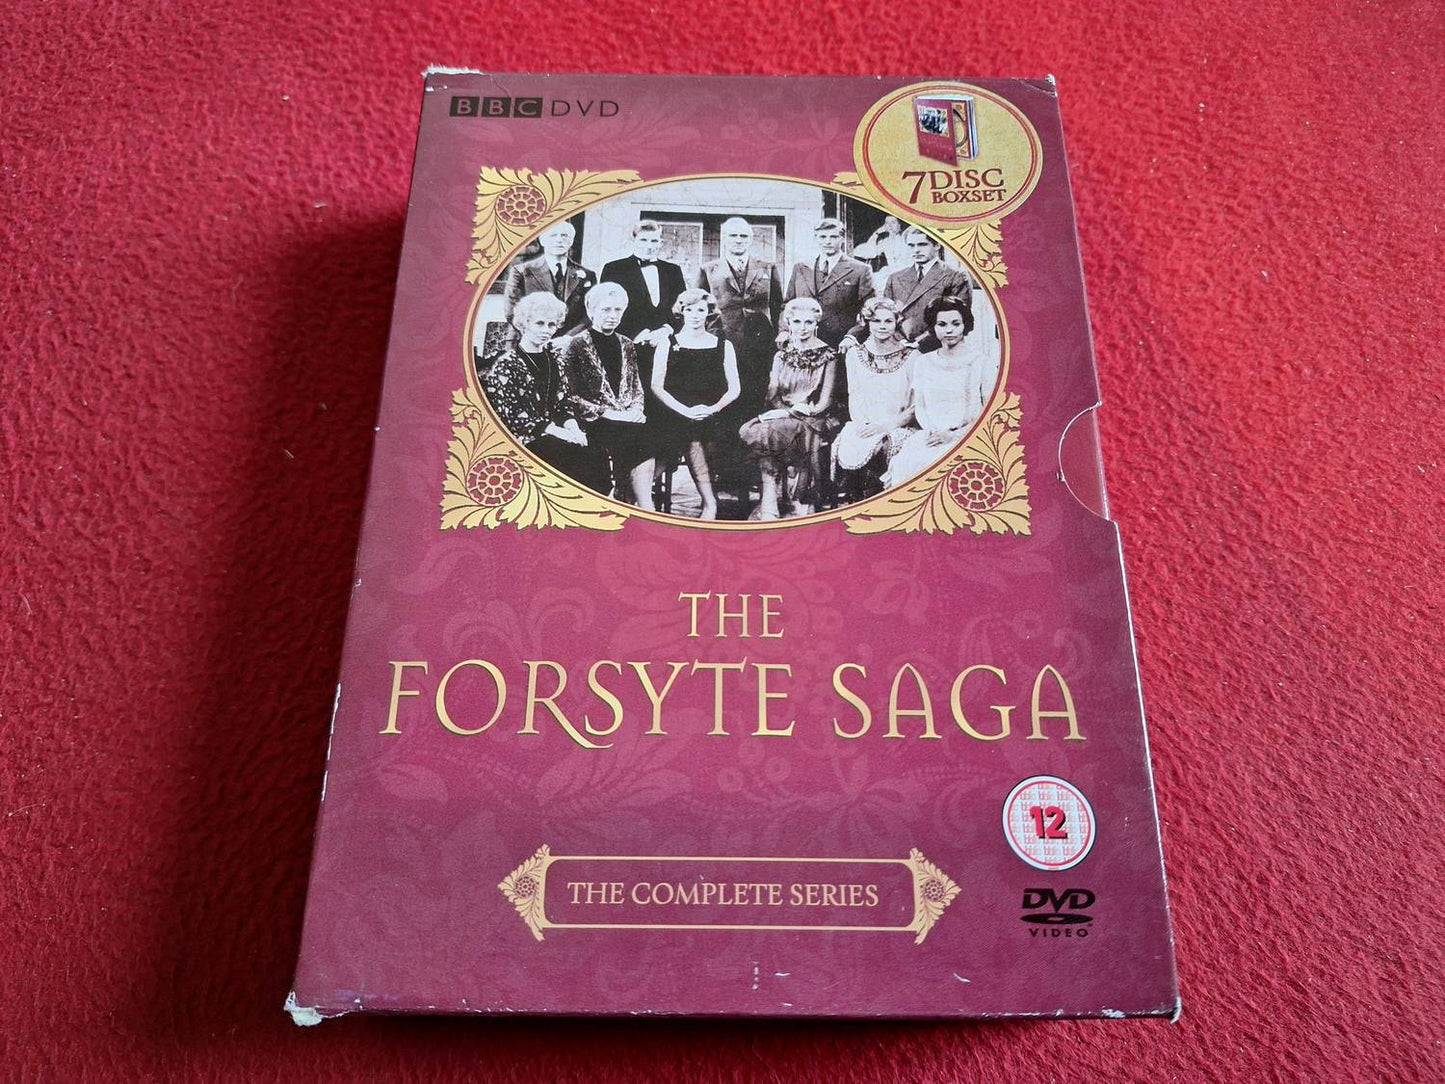 BBC DVD
7 DISC
BOXSET
THE
FORSYTE SAGA
12
THE COMPLETE SERIES
DVD
VIDEO